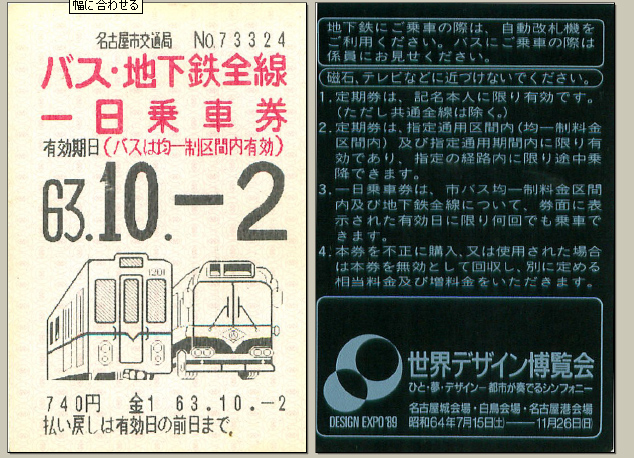 幅に合わせる
名古屋市交通局 No.73324
バス・地下鉄全線
一日乗車券
有効期日(バスは均一制区間内有効)
63.10.-2
1201
740円 金1 63.10.-2
払い戻しは有効日の前日まで
地下鉄にご乗車の際は、自動改札機を
ご利用ください。バスにご乗車の際は
係員にお見せください。
磁石、テレビなどに近づけないでください。
1. 定期券は、記名本人に限り有効です。
(ただし共通全線は除く。)
2. 定期券は、指定通用区間内(均一制料金
区間内)及び指定通用期間内に限り有
効であり、指定の経路内に限り途中乗
降できます。
3. 一日乗車券は、市バス均一制料金区間
内及び地下鉄全線について、券面に表
示された有効日に限り何回でも乗車で
きます。
4. 本券を不正に購入、又は使用された場合
は本券を無効として回収し、別に定める
相当料金及び増料金をいただきます。
世界デザイン博覧会
ひと・夢・デザイン―都市が奏でるシンフォニー
DESIGN EXPO '89
名古屋城会場・白鳥会場・名古屋港会場
昭和64年7月15日(土)――11月26日(日)